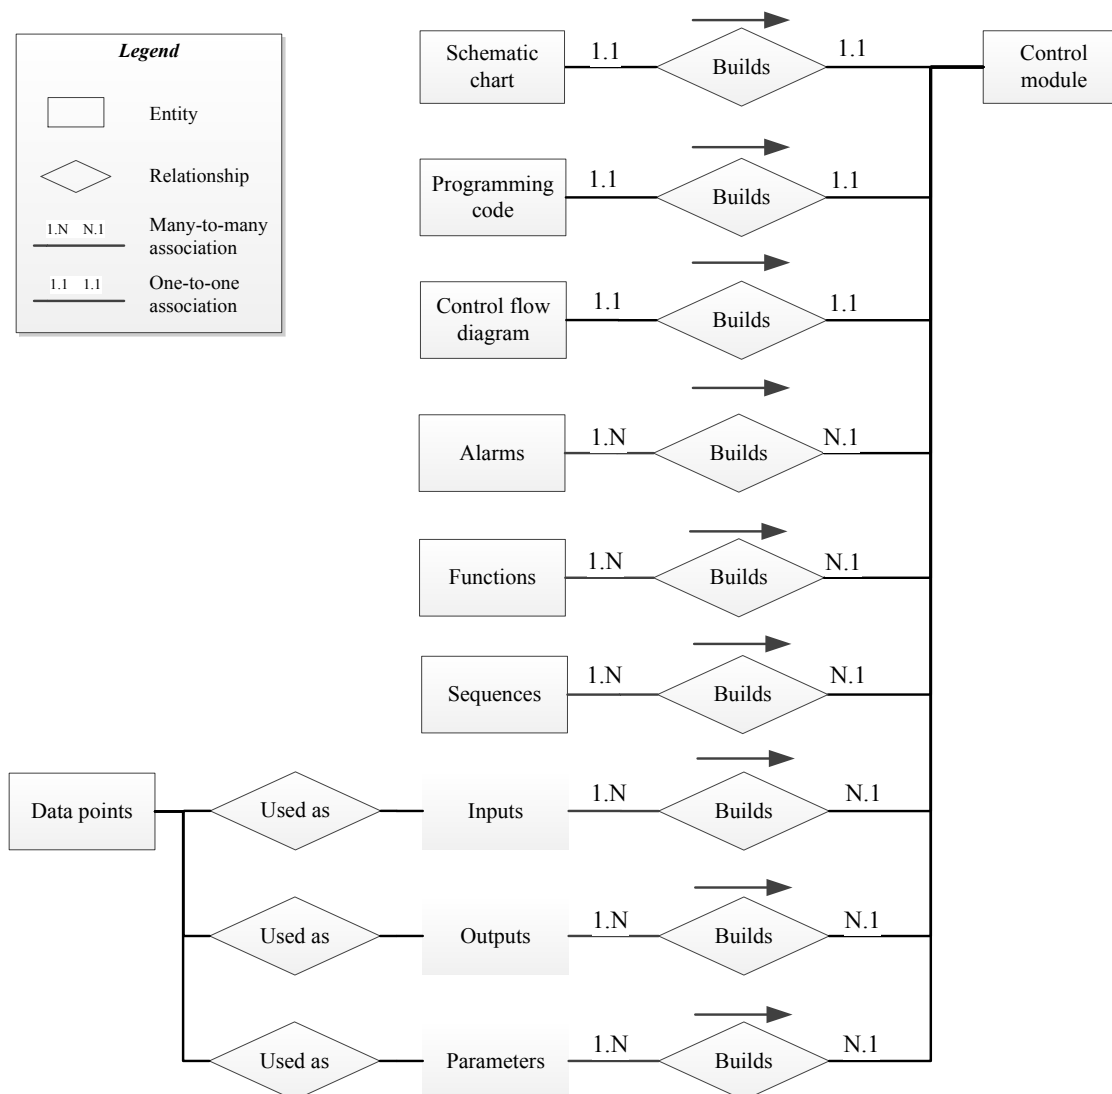 Legend
Entity
Relationship
1.N N.1
Many-to-many
association
1.1 1.1
One-to-one
association
Schematic
chart
1.1
Builds
1.1
Control
module
Programming
code
1.1
Builds
1.1
Control flow
diagram
1.1
Builds
1.1
Alarms
1.N
Builds
N.1
Functions
1.N
Builds
N.1
Sequences
1.N
Builds
N.1
Data points
Used as
Inputs
1.N
Builds
N.1
Used as
Outputs
1.N
Builds
N.1
Used as
Parameters
1.N
Builds
N.1